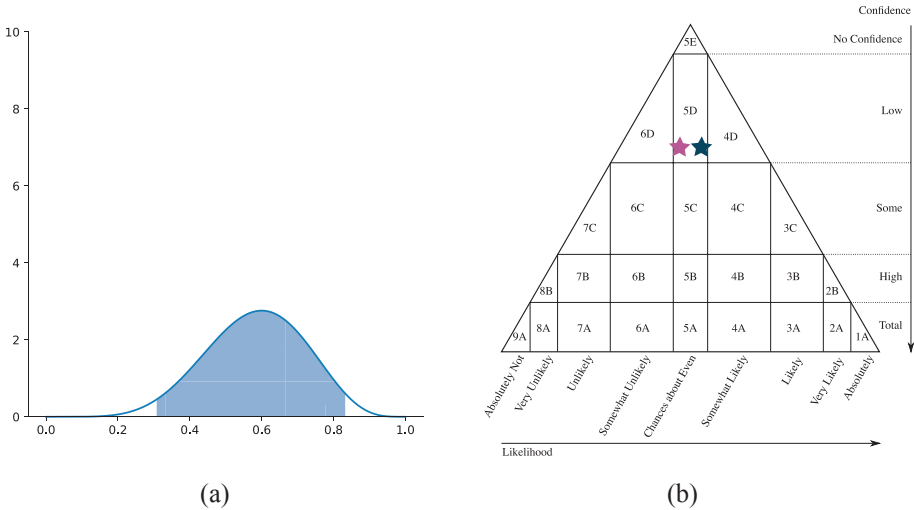 10
8
6
4
2
0
0.0 0.2 0.4 0.6 0.8 1.0
(a)
Confidence
No Confidence
Low
Some
High
Total
5E
6D 5D 4D
7C 6C 5C 4C 3C
8B 7B 6B 5B 4B 3B 2B
9A 8A 7A 6A 5A 4A 3A 2A 1A
Absolutely Not
Very Unlikely
Unlikely
Somewhat Unlikely
Chances about Even
Somewhat Likely
Likely
Very Likely
Absolutely
Likelihood
(b)